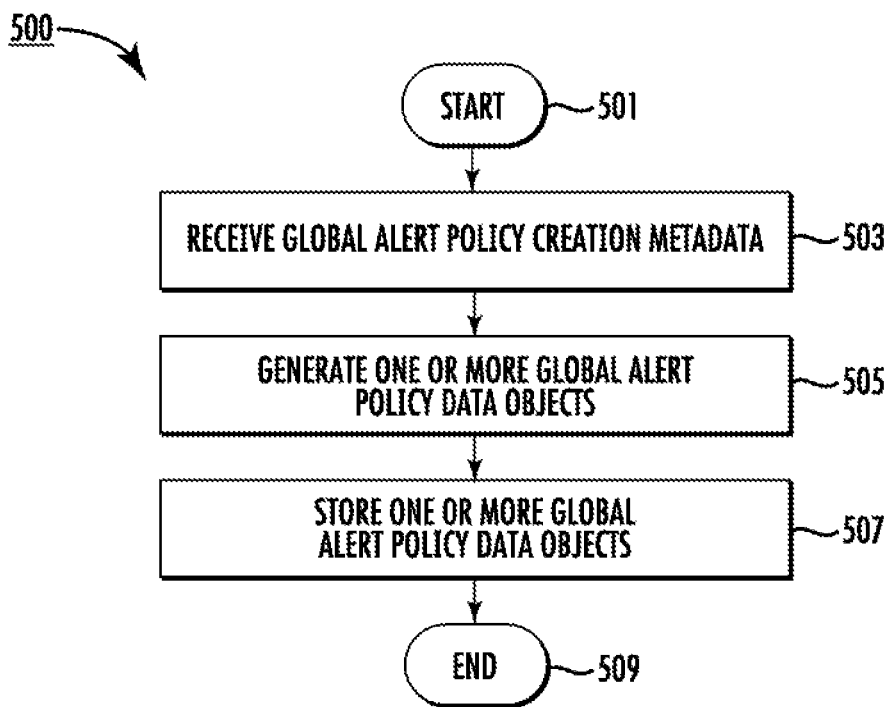 500
START
501
RECEIVE GLOBAL ALERT POLICY CREATION METADATA
503
GENERATE ONE OR MORE GLOBAL ALERT
POLICY DATA OBJECTS
505
STORE ONE OR MORE GLOBAL
ALERT POLICY DATA OBJECTS
507
END
509